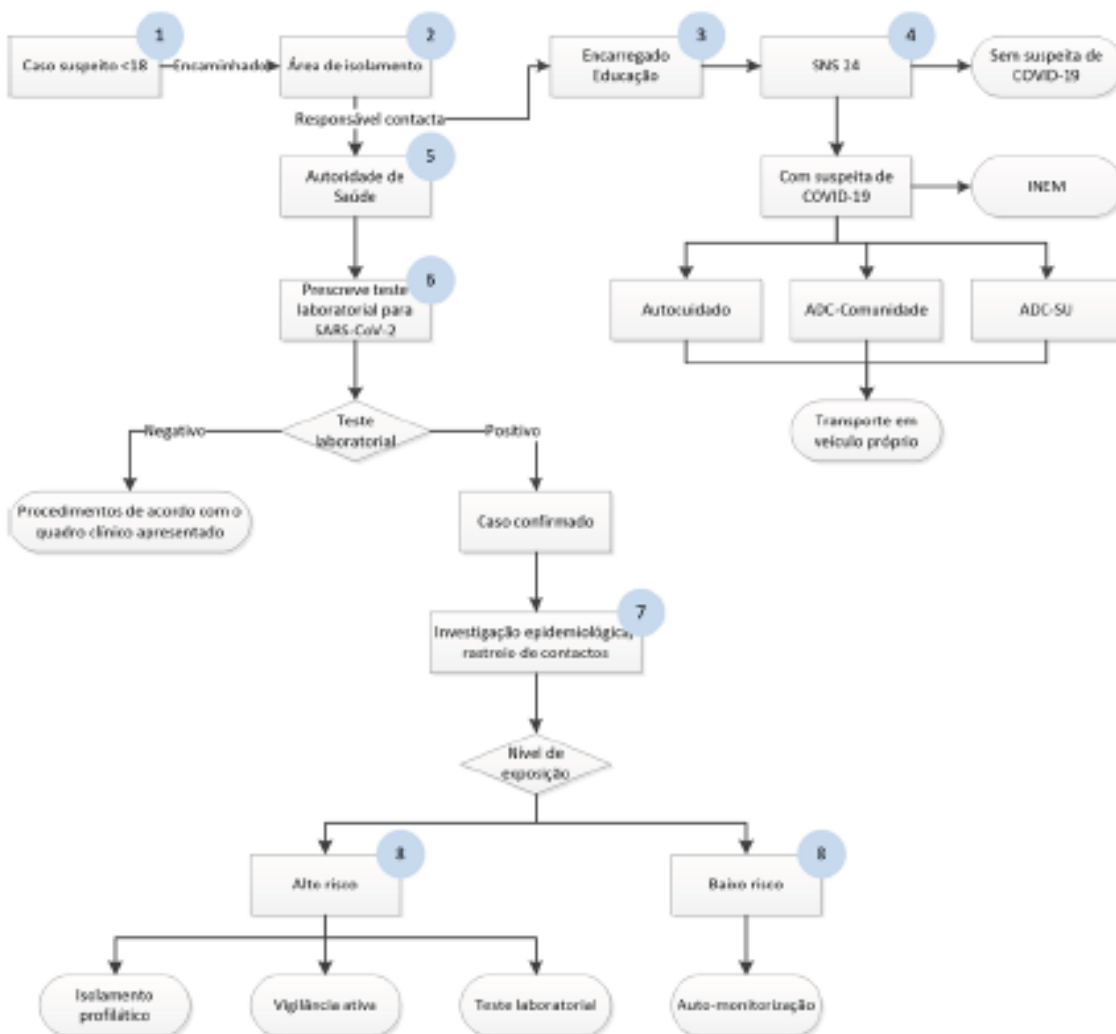 1
Caso suspeito <18
Encaminhado
2
Área de isolamento
3
Encarregado
Educação
4
SNS 24
Sem suspeita de
COVID-19
Responsável contacta
5
Autoridade de
Saúde
Com suspeita de
COVID-19
INEM
6
Prescreve teste
laboratorial para
SARS-CoV-2
Autocuidado
ADC-Comunidade
ADC-SU
Transporte em
veículo próprio
Negativo
Teste
laboratorial
Positivo
Procedimentos de acordo com o
quadro clínico apresentado
Caso confirmado
7
Investigação epidemiológica,
rastreio de contactos
Nível de
exposição
8
Alto risco
8
Baixo risco
Isolamento
profilático
Vigilância ativa
Teste laboratorial
Auto-monitorização